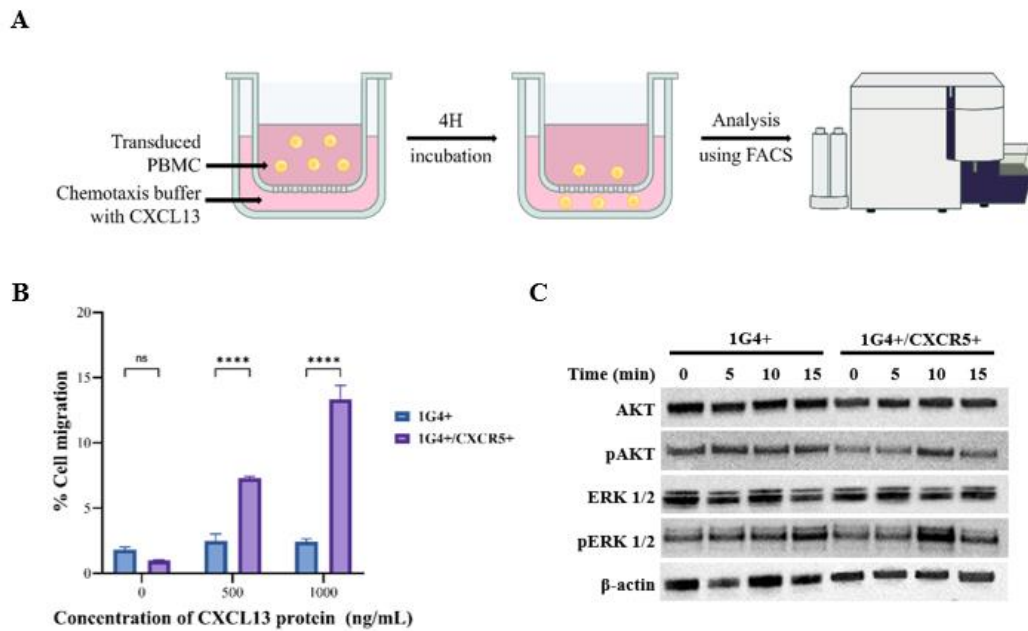 A
Transduced
PBMC
Chemotaxis buffer
with CXCL13
4H
incubation
Analysis
using FACS
B
20
15
10
5
0
% Cell migration
ns
****
****
0
500
1000
Concentration of CXCL13 protein (ng/mL)
1G4+
1G4+/CXCR5+
C
1G4+ 1G4+/CXCR5+
Time (min) 0 5 10 15 0 5 10 15
AKT
pAKT
ERK 1/2
pERK 1/2
β-actin